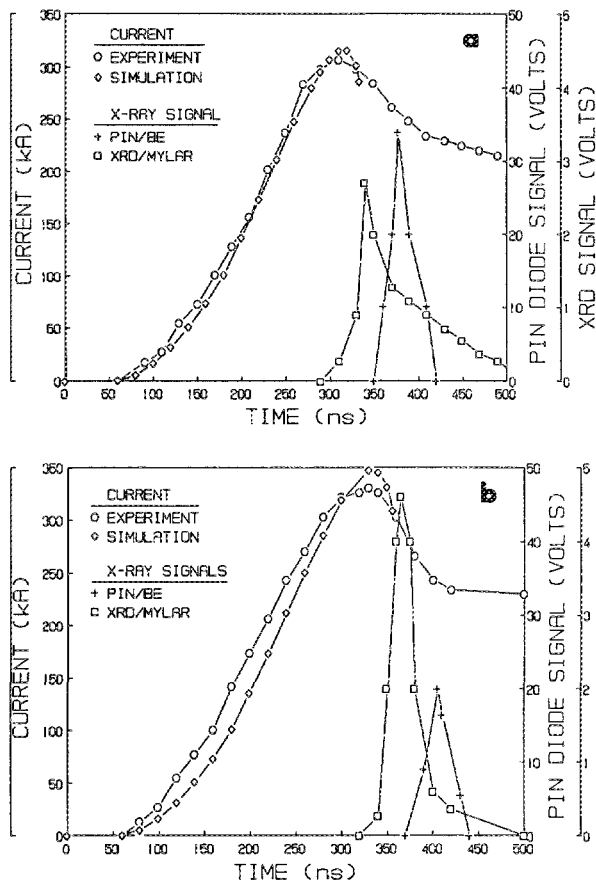 a
CURRENT
EXPERIMENT
SIMULATION
X-RAY SIGNAL
PIN/BE
XRD/MYLAR
350
300
250
200
150
100
50
0
CURRENT (kA)
0 50 100 150 200 250 300 350 400 450 500
TIME (ns)
50
40
30
20
10
0
PIN DIODE SIGNAL (VOLTS)
5
4
3
2
1
0
XRD SIGNAL (VOLTS)
b
CURRENT
EXPERIMENT
SIMULATION
X-RAY SIGNALS
PIN/BE
XRD/MYLAR
350
300
250
200
150
100
50
0
CURRENT (kA)
0 50 100 150 200 250 300 350 400 450 500
TIME (ns)
50
40
30
20
10
0
PIN DIODE SIGNAL (VOLTS)
5
4
3
2
1
0